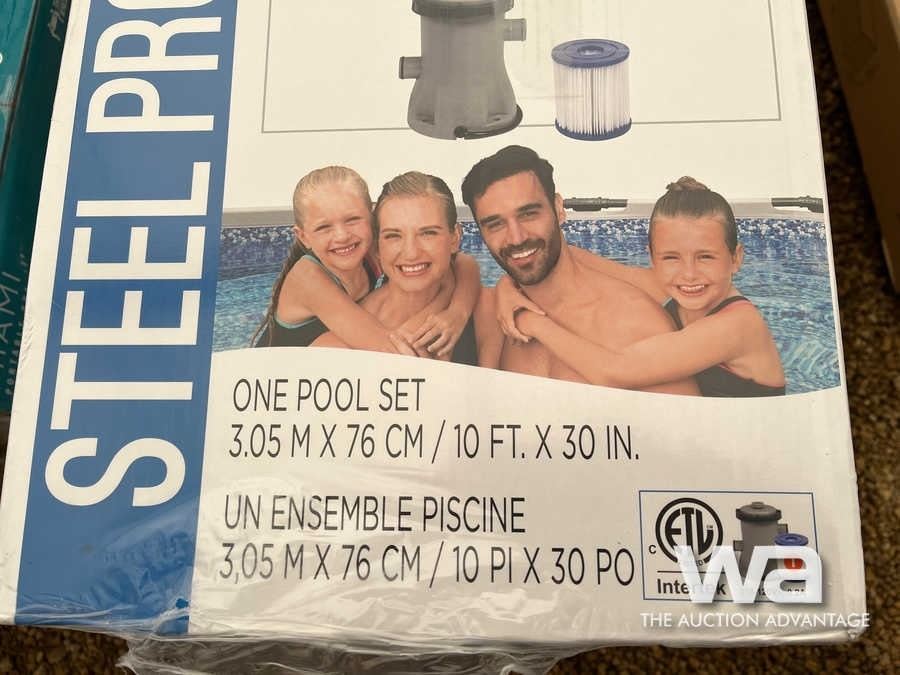 STEEL PRO
ONE POOL SET
3.05 M X 76 CM / 10 FT. X 30 IN.
UN ENSEMBLE PISCINE
3,05 M X 76 CM / 10 PI X 30 PO
ETL
C
Intertek
wa
THE AUCTION ADVANTAGE